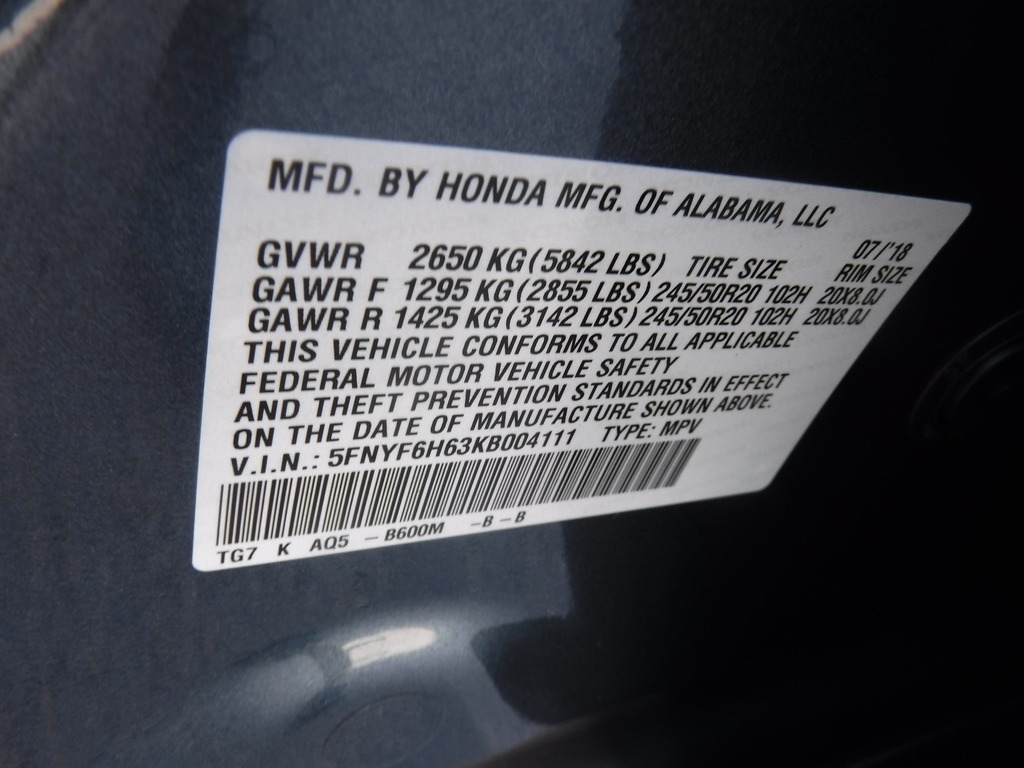 MFD. BY HONDA MFG. OF ALABAMA, LLC
07/'18
GVWR 2650 KG (5842 LBS) TIRE SIZE RIM SIZE
GAWR F 1295 KG (2855 LBS) 245/50R20 102H 20X8.0J
GAWR R 1425 KG (3142 LBS) 245/50R20 102H 20X8.0J
THIS VEHICLE CONFORMS TO ALL APPLICABLE
FEDERAL MOTOR VEHICLE SAFETY
AND THEFT PREVENTION STANDARDS IN EFFECT
ON THE DATE OF MANUFACTURE SHOWN ABOVE.
V.I.N.: 5FNYF6H63KB004111 TYPE: MPV
TG7 K AQ5 - B600M -B - B